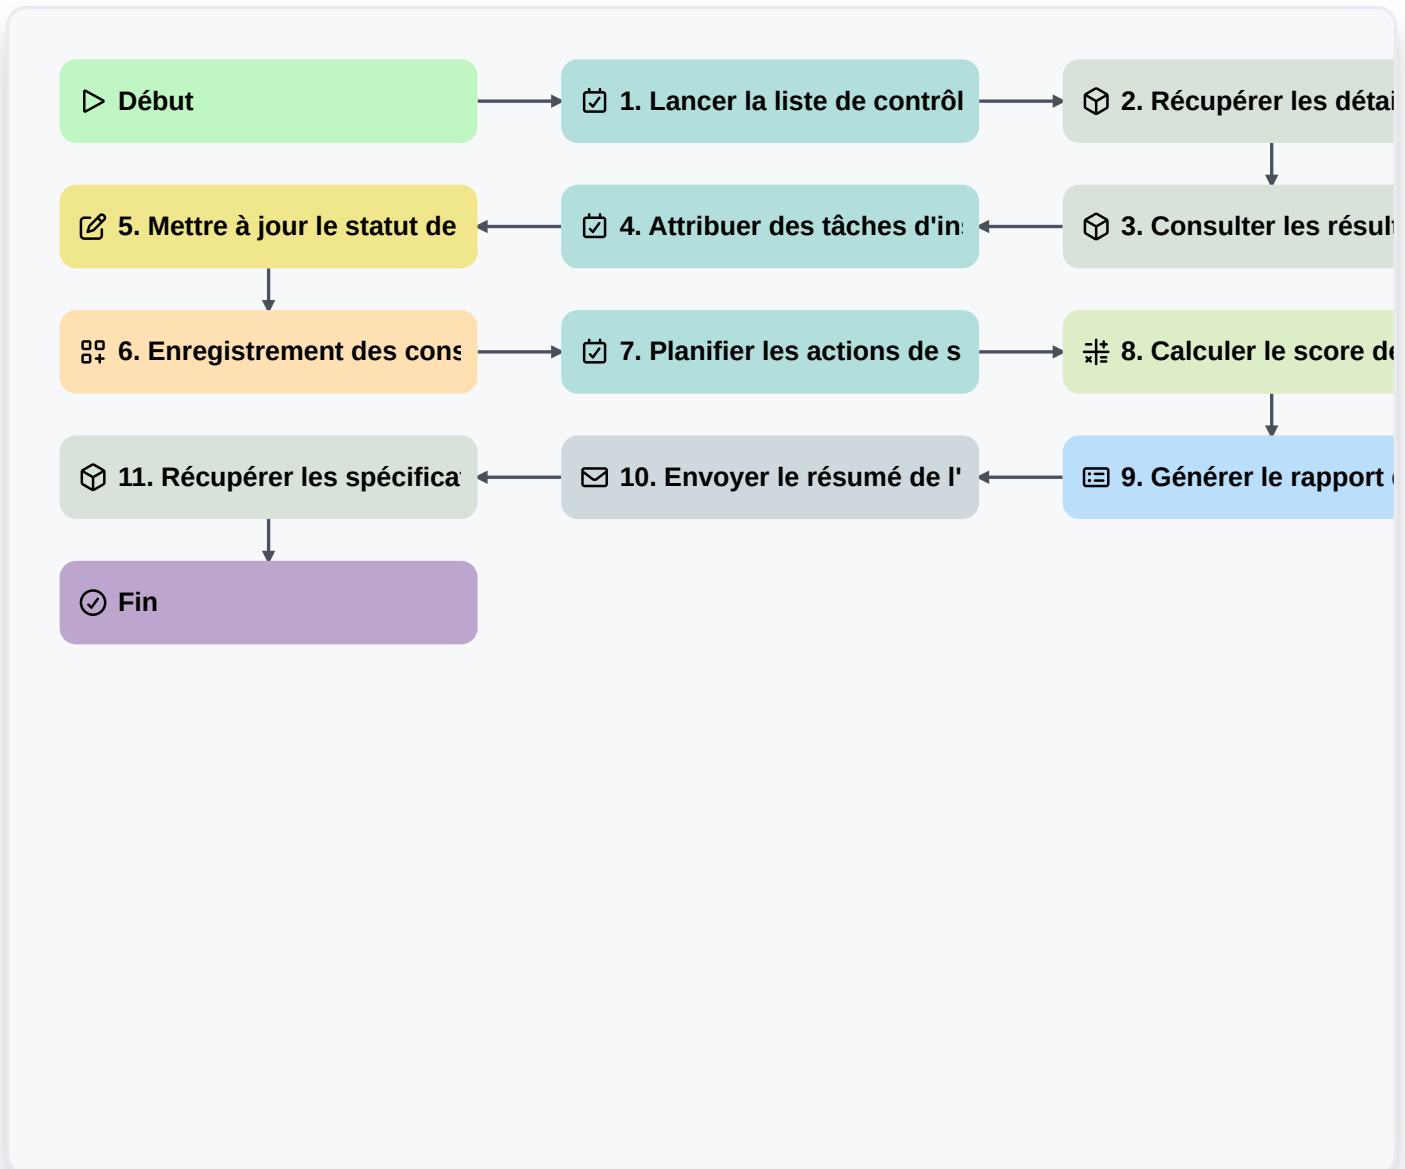 Début
1. Lancer la liste de contrôl
2. Récupérer les détai
5. Mettre à jour le statut de
4. Attribuer des tâches d'in
3. Consulter les résul
6. Enregistrement des cons
7. Planifier les actions de s
8. Calculer le score de
11. Récupérer les spécifica
10. Envoyer le résumé de l'
9. Générer le rapport
Fin